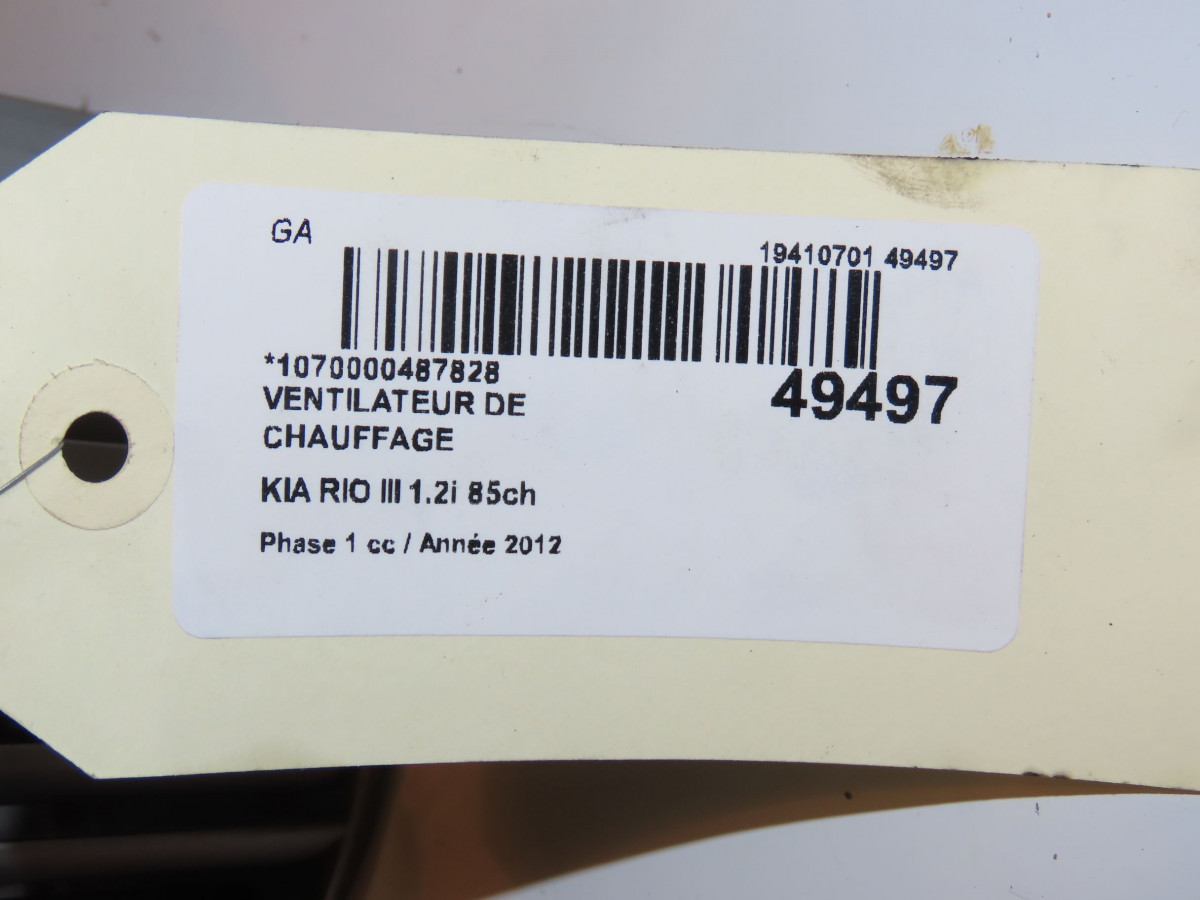 GA
19410701 49497
*1070000487828
49497
VENTILATEUR DE
CHAUFFAGE
KIA RIO III 1.2i 85ch
Phase 1 cc / Année 2012